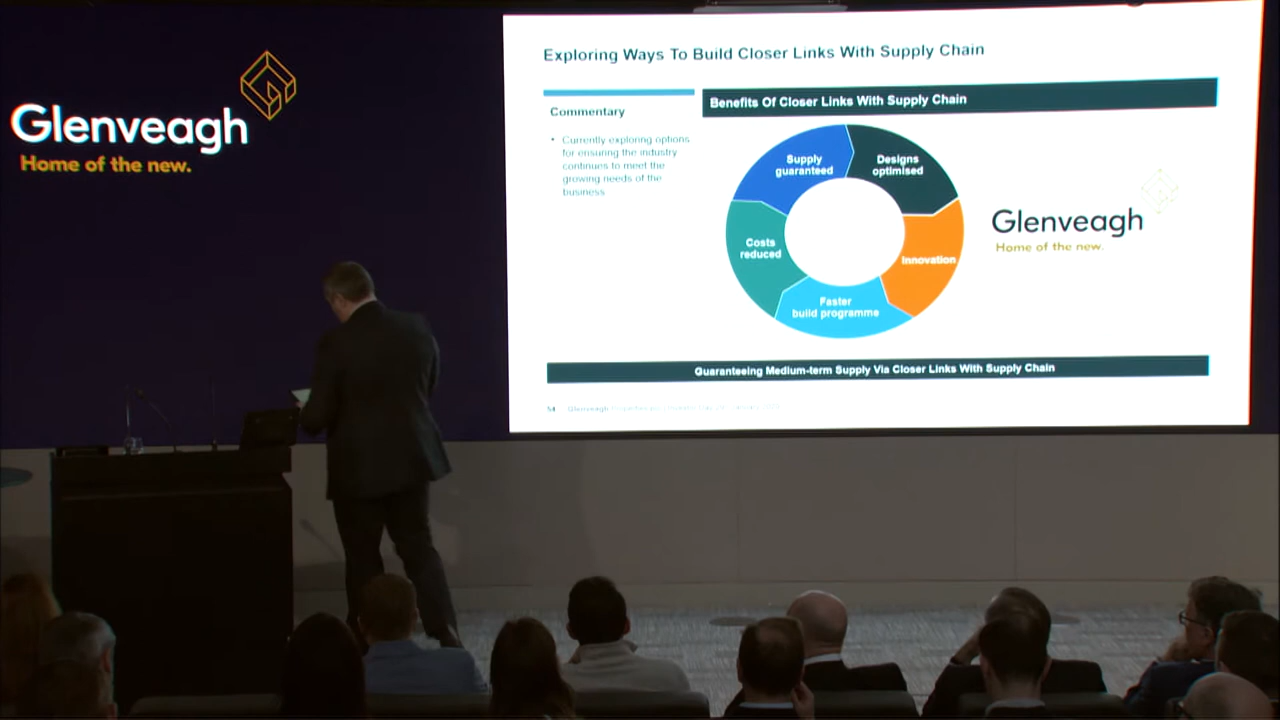 Glenveagh
Home of the new.
Exploring Ways To Build Closer Links With Supply Chain
Commentary
• Currently exploring options
for ensuring the industry
continues to meet the
growing needs of the
business
Benefits Of Closer Links With Supply Chain
Supply
guaranteed
Designs
optimised
Costs
reduced
Innovation
Faster
build programme
Glenveagh
Home of the new.
Guaranteeing Medium-term Supply Via Closer Links With Supply Chain
54 Glenveagh